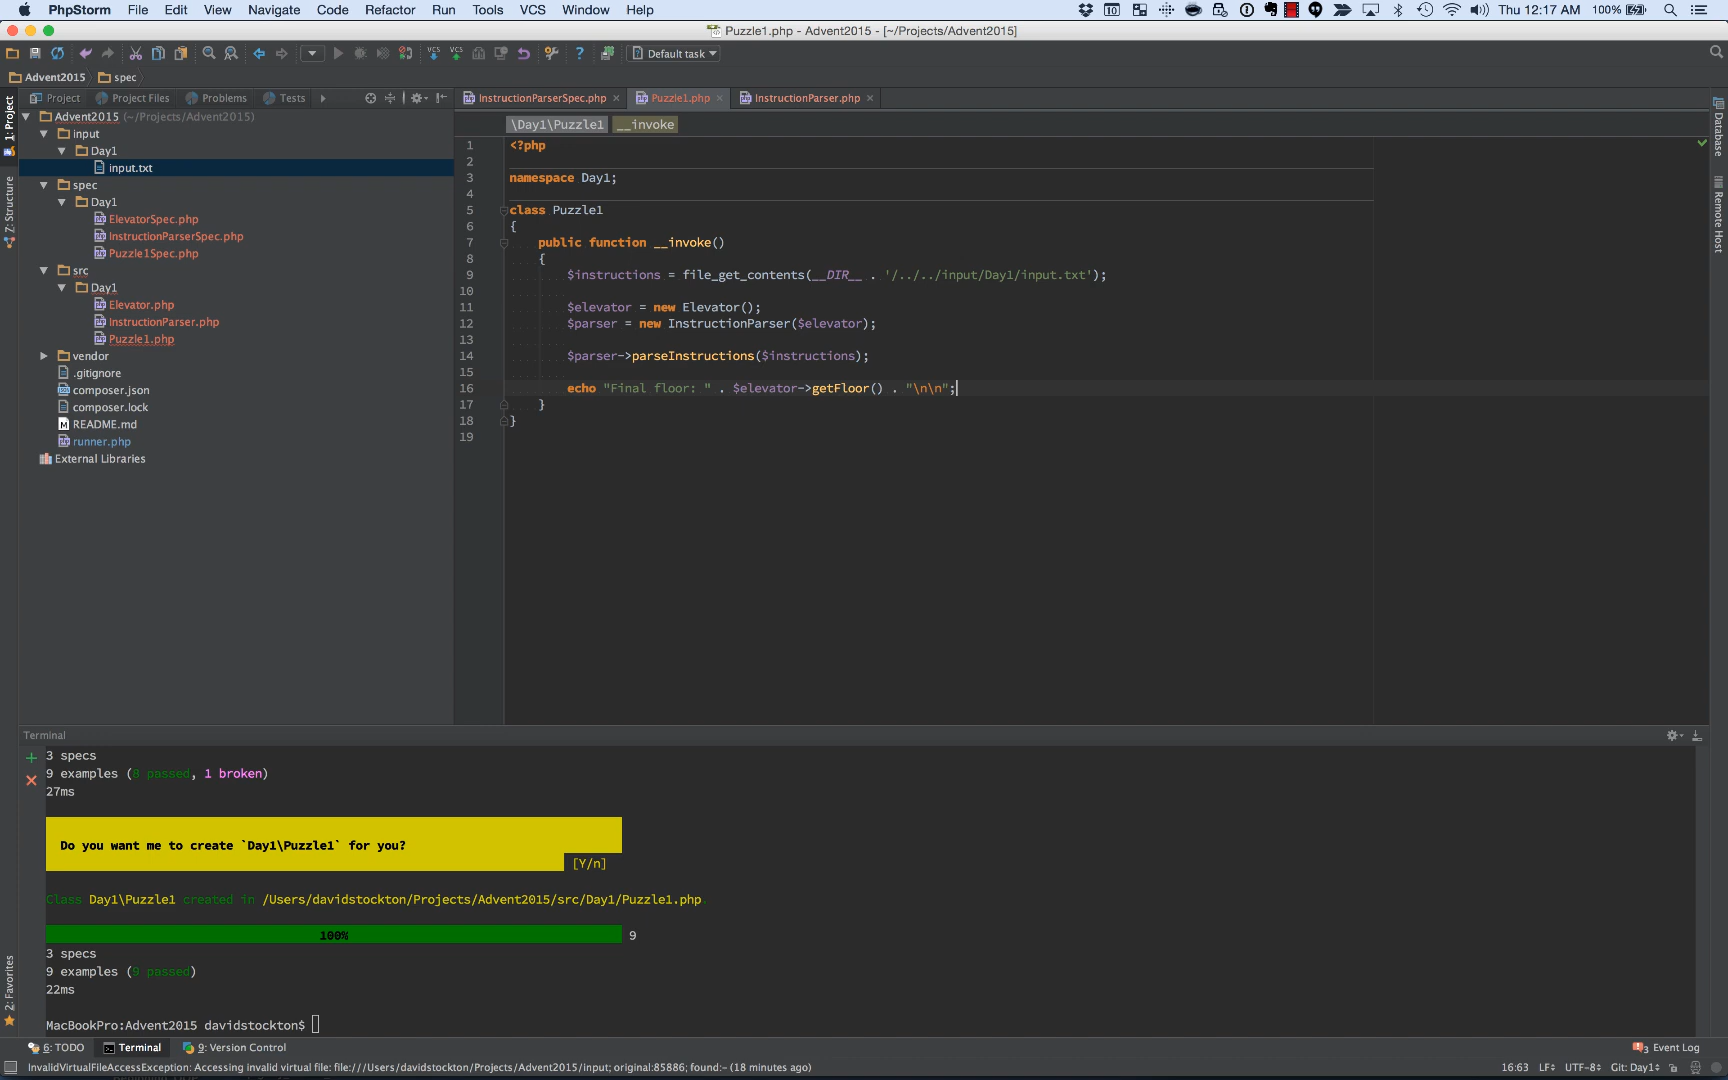 PhpStorm File Edit View Navigate Code Refactor Run Tools VCS Window Help
Thu 12:17 AM 100%
Puzzle1.php - Advent2015 - [~/Projects/Advent2015]
Default task
Advent2015 spec
Project Project Files Problems Tests
InstructionParserSpec.php Puzzle1.php InstructionParser.php
1: Project
Z: Structure
2: Favorites
Database
Remote Host
Advent2015 (~/Projects/Advent2015)
input
Day1
input.txt
spec
Day1
ElevatorSpec.php
InstructionParserSpec.php
Puzzle1Spec.php
src
Day1
Elevator.php
InstructionParser.php
Puzzle1.php
vendor
.gitignore
composer.json
composer.lock
README.md
runner.php
External Libraries
\Day1\Puzzle1 __invoke
1 <?php
2
3 namespace Day1;
4
5 class Puzzle1
6 {
7 public function __invoke()
8 {
9 $instructions = file_get_contents(__DIR__ . '/../../input/Day1/input.txt');
10
11 $elevator = new Elevator();
12 $parser = new InstructionParser($elevator);
13
14 $parser->parseInstructions($instructions);
15
16 echo "Final floor: " . $elevator->getFloor() . "\n\n";
17 }
18 }
19
Terminal
3 specs
9 examples (8 passed, 1 broken)
27ms
Do you want me to create `Day1\Puzzle1` for you?
[Y/n]
Class Day1\Puzzle1 created in /Users/davidstockton/Projects/Advent2015/src/Day1/Puzzle1.php.
100% 9
3 specs
9 examples (9 passed)
22ms
MacBookPro:Advent2015 davidstockton$
6: TODO Terminal 9: Version Control Event Log
InvalidVirtualFileAccessException: Accessing invalid virtual file: file:///Users/davidstockton/Projects/Advent2015/input; original:85886; found:- (18 minutes ago)
16:63 LF UTF-8 Git: Day1